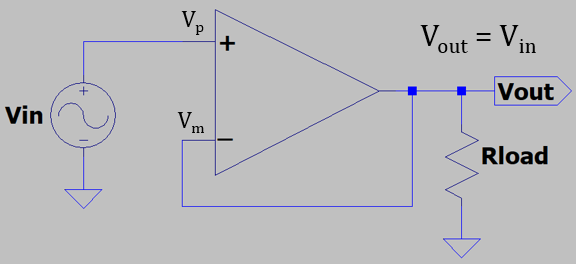 Vp
Vout = Vin
+
Vout
+
Vin
Vm
−
−
Rload